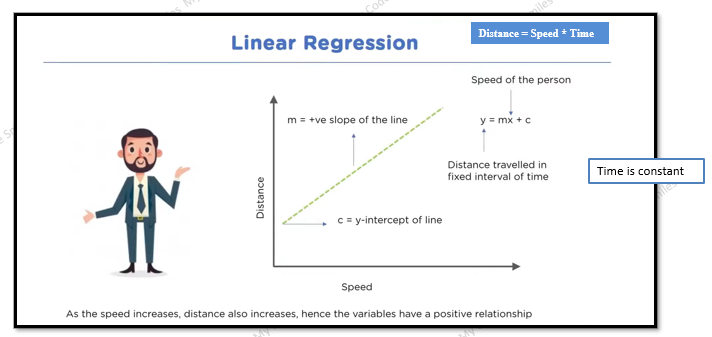 Linear Regression
Distance = Speed * Time
Speed of the person
m = +ve slope of the line
y = mx + c
Distance travelled in
fixed interval of time
Time is constant
Distance
c = y-intercept of line
Speed
As the speed increases, distance also increases, hence the variables have a positive relationship